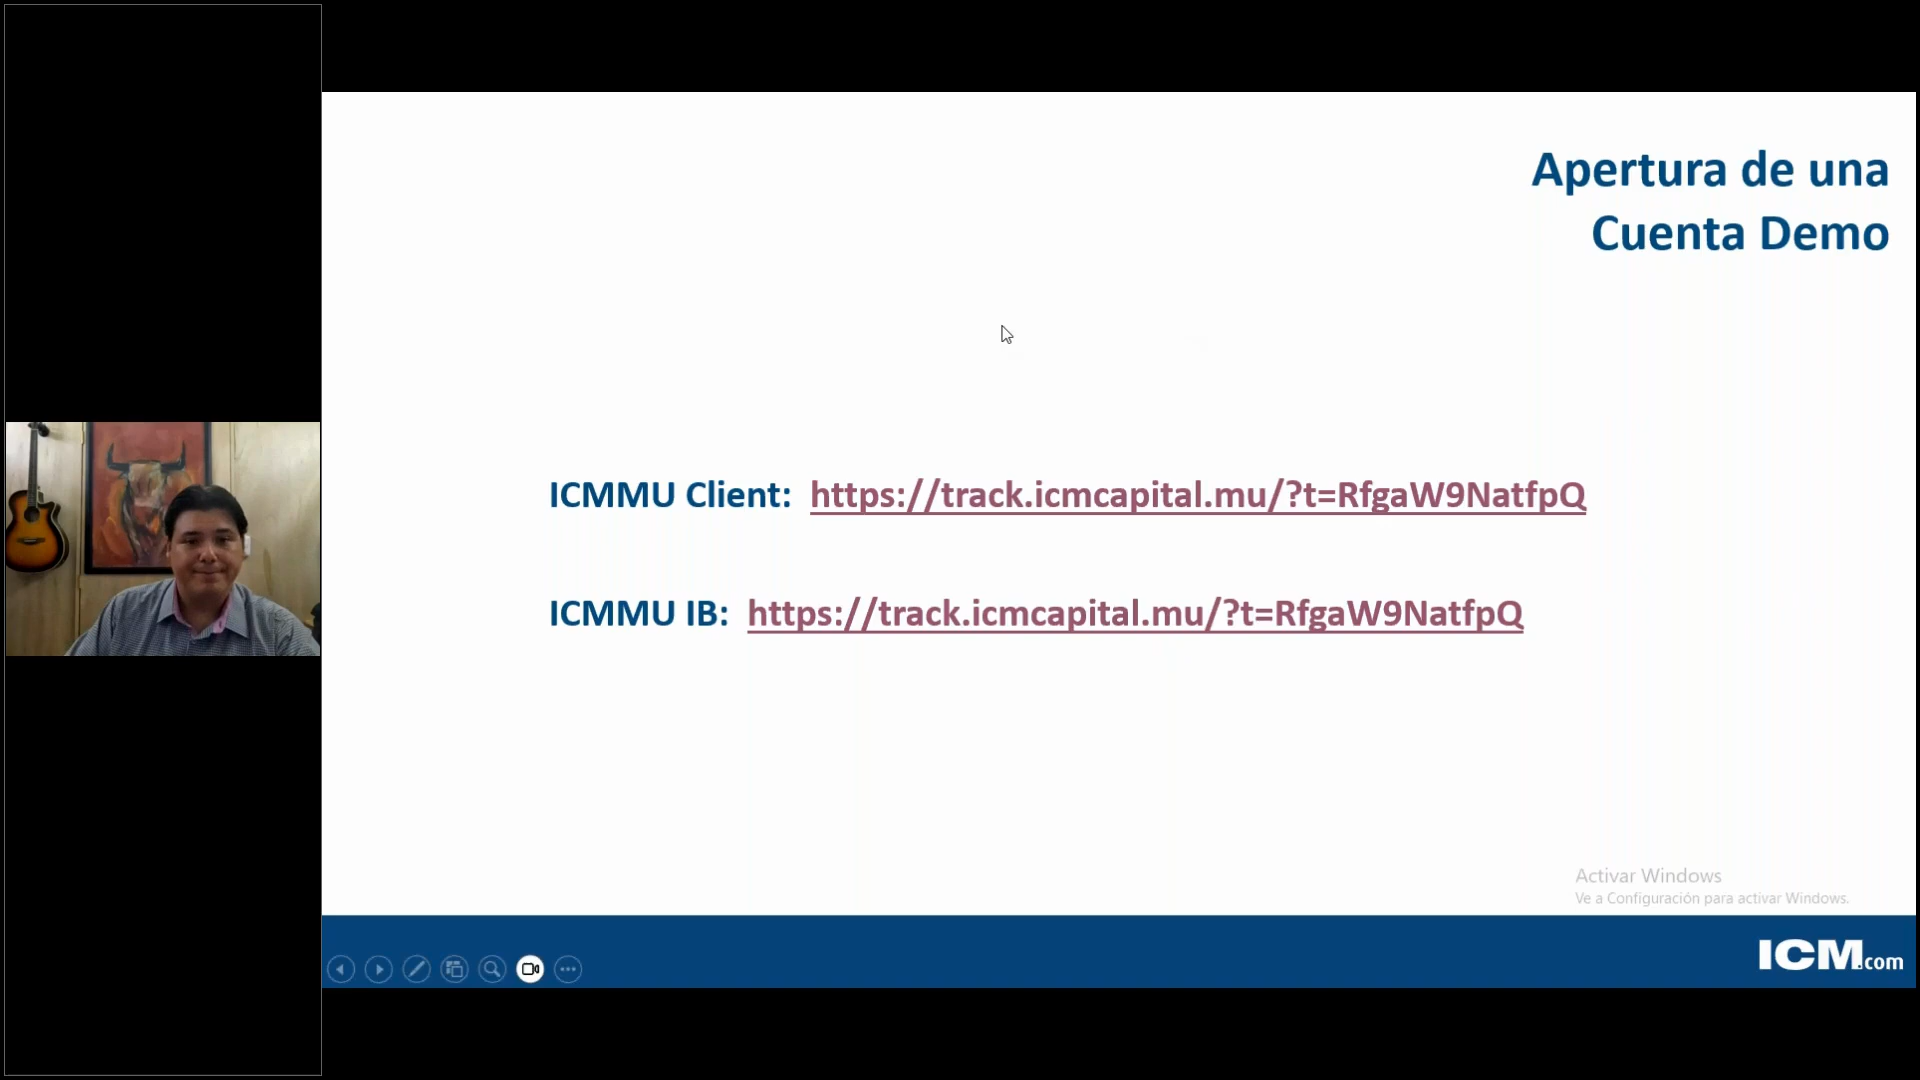 Apertura de una
Cuenta Demo
ICMMU Client: https://track.icmcapital.mu/?t=RfgaW9NatfpQ
ICMMU IB: https://track.icmcapital.mu/?t=RfgaW9NatfpQ
Activar Windows
Ve a Configuración para activar Windows.
ICM.com